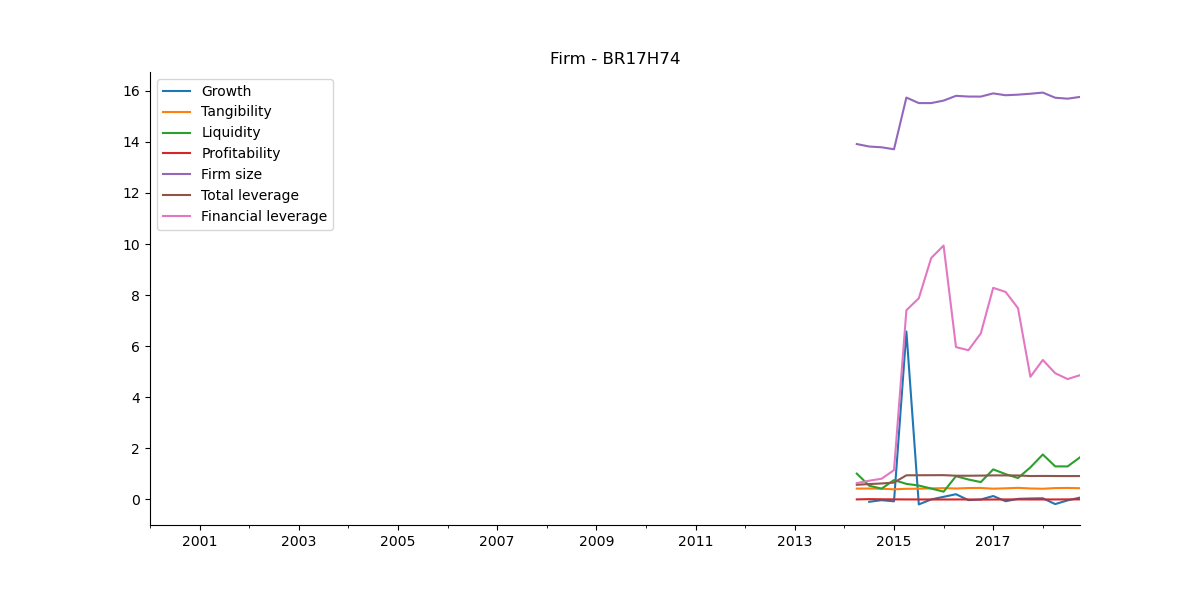 Firm - BR17H74
Growth
Tangibility
Liquidity
Profitability
Firm size
Total leverage
Financial leverage
16
14
12
10
8
6
4
2
0
2001 2003 2005 2007 2009 2011 2013 2015 2017